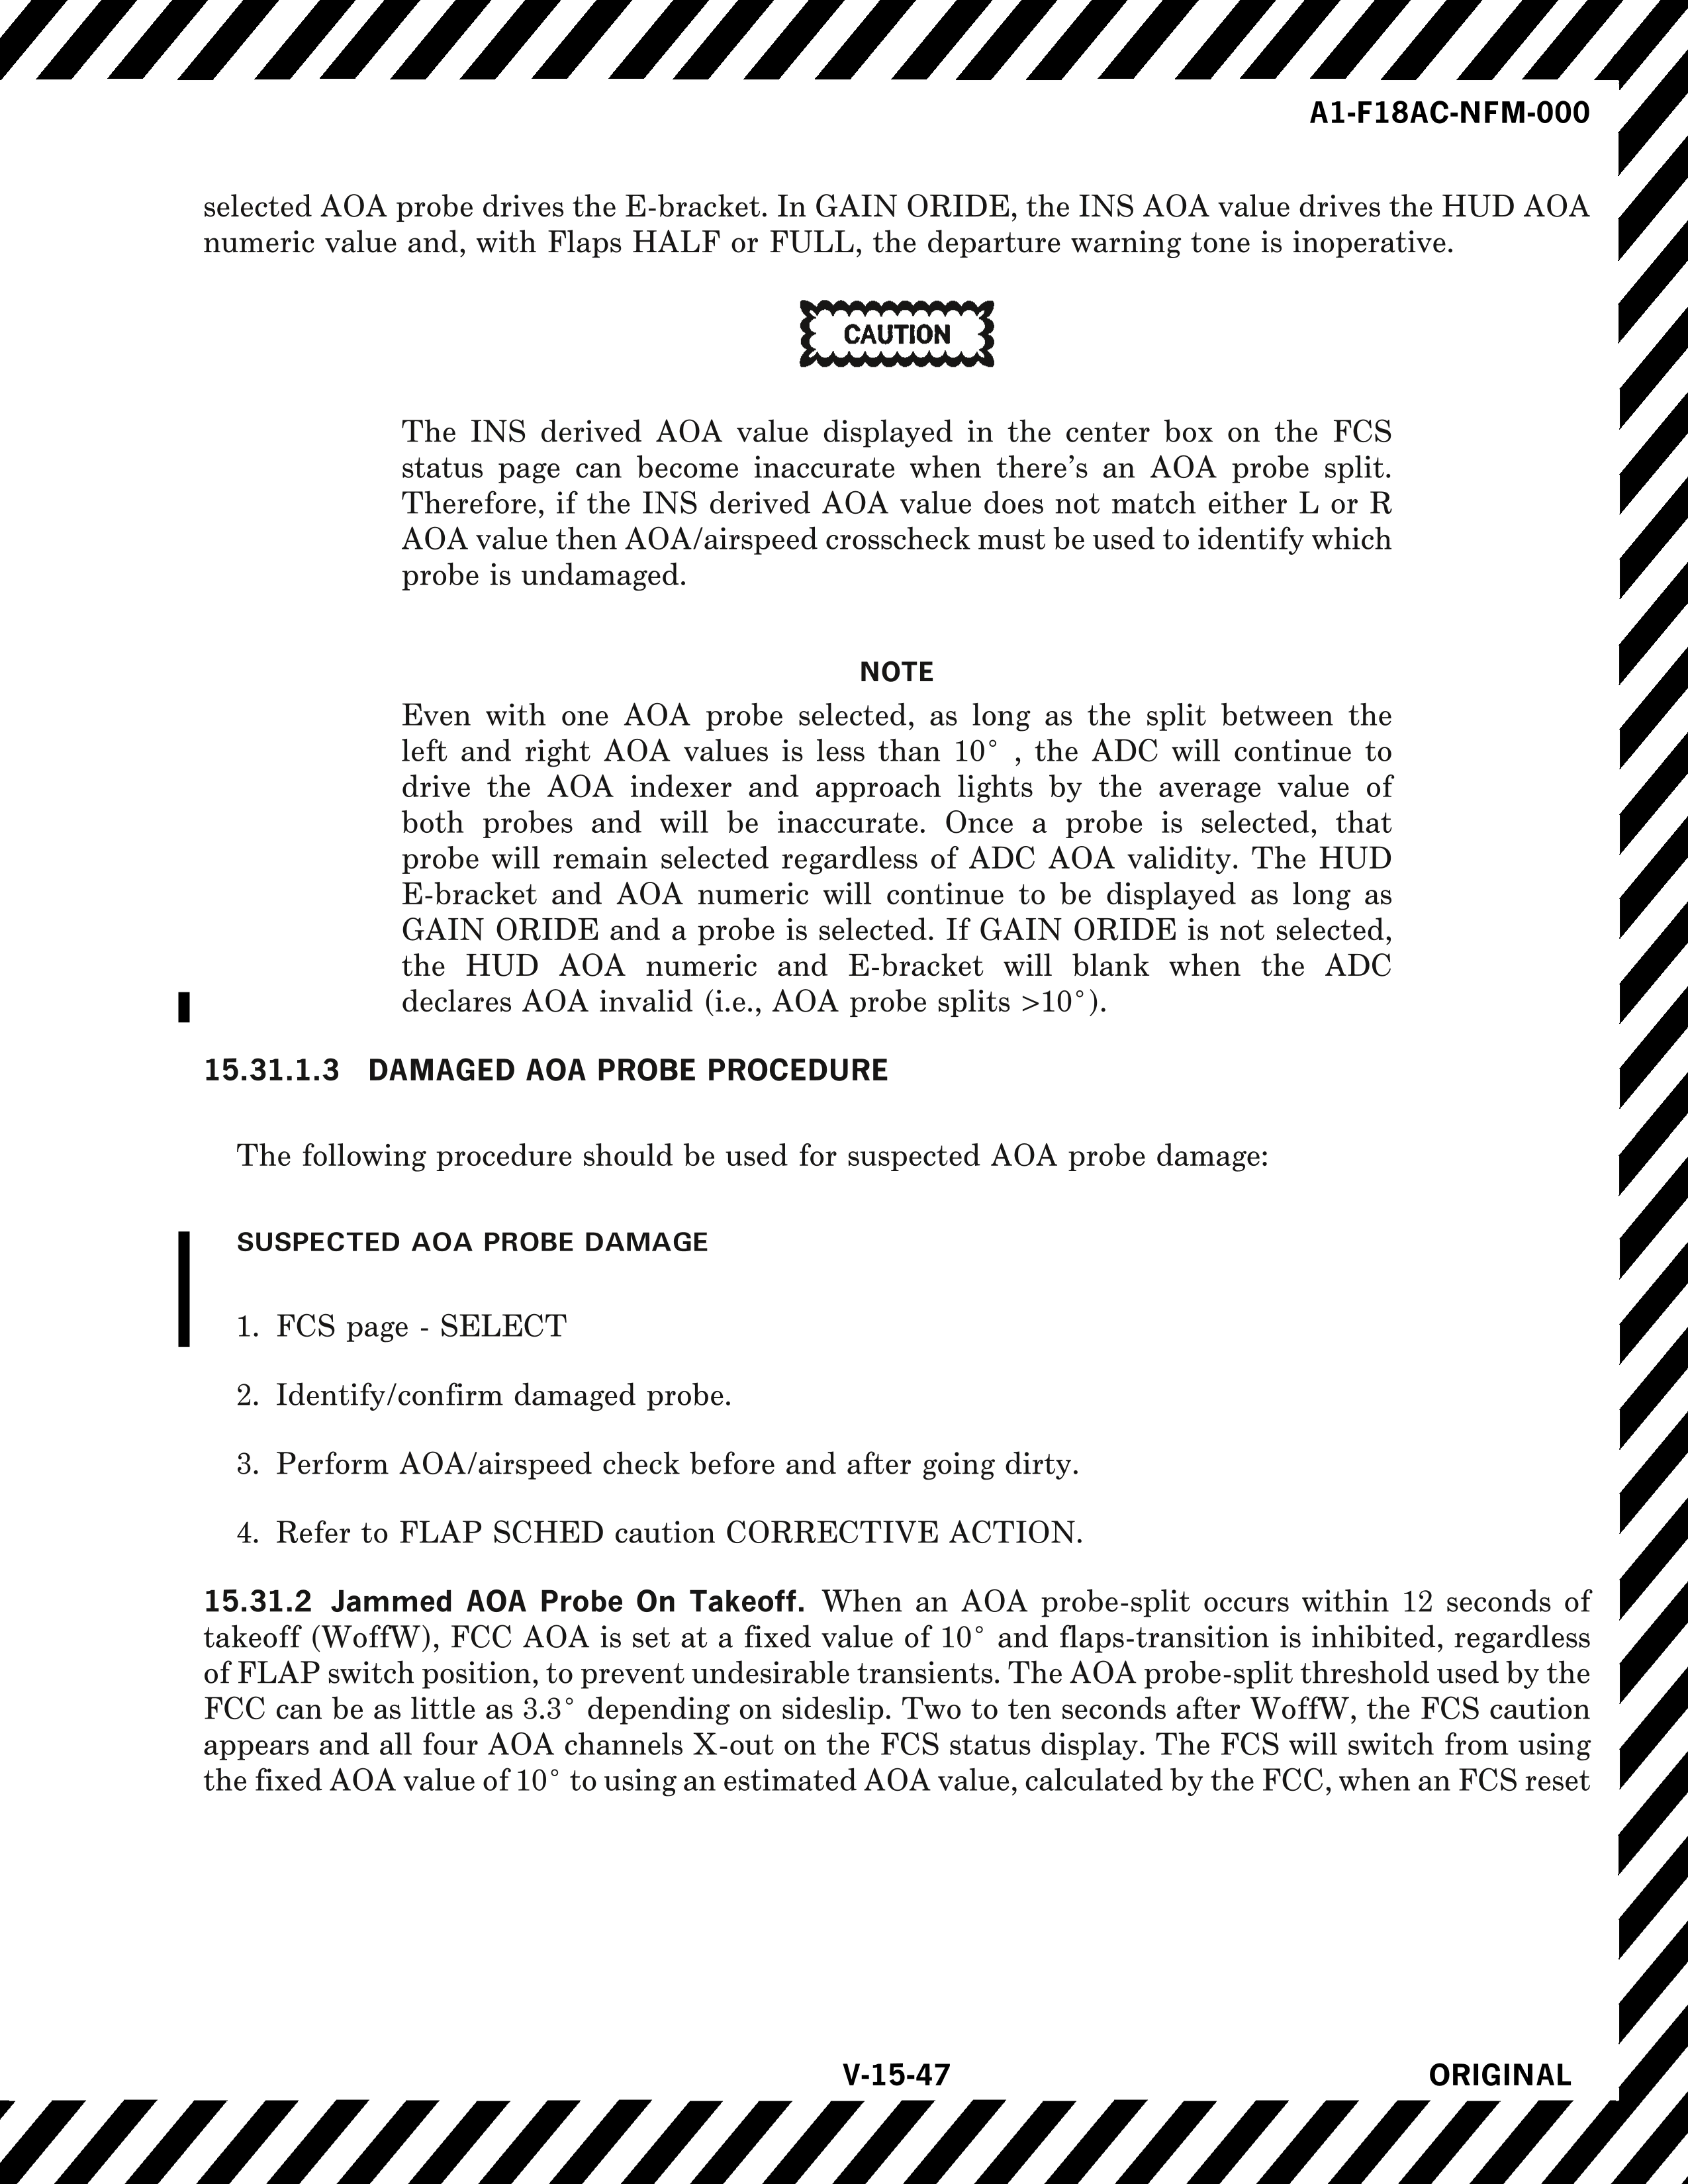 A1-F18AC-NFM-000
selected AOA probe drives the E-bracket. In GAIN ORIDE, the INS AOA value drives the HUD AOA
numeric value and, with Flaps HALF or FULL, the departure warning tone is inoperative.
CAUTION
The INS derived AOA value displayed in the center box on the FCS
status page can become inaccurate when there's an AOA probe split.
Therefore, if the INS derived AOA value does not match either L or R
AOA value then AOA/airspeed crosscheck must be used to identify which
probe is undamaged.
NOTE
Even with one AOA probe selected, as long as the split between the
left and right AOA values is less than 10° , the ADC will continue to
drive the AOA indexer and approach lights by the average value of
both probes and will be inaccurate. Once a probe is selected, that
probe will remain selected regardless of ADC AOA validity. The HUD
E-bracket and AOA numeric will continue to be displayed as long as
GAIN ORIDE and a probe is selected. If GAIN ORIDE is not selected,
the HUD AOA numeric and E-bracket will blank when the ADC
declares AOA invalid (i.e., AOA probe splits >10°).
15.31.1.3 DAMAGED AOA PROBE PROCEDURE
The following procedure should be used for suspected AOA probe damage:
SUSPECTED AOA PROBE DAMAGE
1. FCS page - SELECT
2. Identify/confirm damaged probe.
3. Perform AOA/airspeed check before and after going dirty.
4. Refer to FLAP SCHED caution CORRECTIVE ACTION.
15.31.2 Jammed AOA Probe On Takeoff. When an AOA probe-split occurs within 12 seconds of
takeoff (WoffW), FCC AOA is set at a fixed value of 10° and flaps-transition is inhibited, regardless
of FLAP switch position, to prevent undesirable transients. The AOA probe-split threshold used by the
FCC can be as little as 3.3° depending on sideslip. Two to ten seconds after WoffW, the FCS caution
appears and all four AOA channels X-out on the FCS status display. The FCS will switch from using
the fixed AOA value of 10° to using an estimated AOA value, calculated by the FCC, when an FCS reset
V-15-47
ORIGINAL